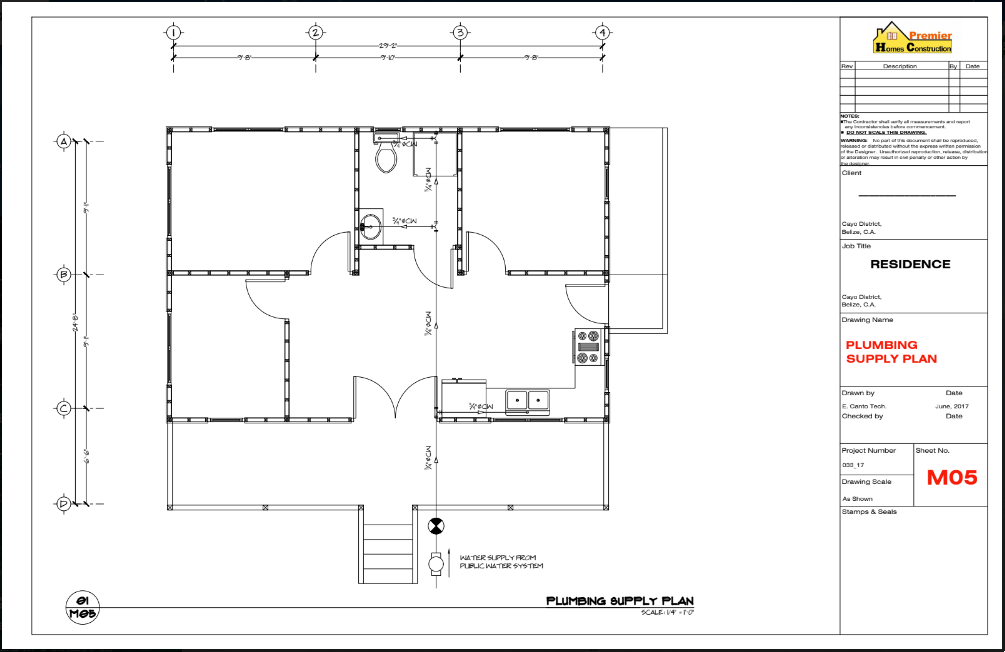 1 2 3 4
29'-2"
9'-8" 9'-10" 9'-8"
A
B
C
D
9'-1"
24'-8"
9'-1"
6'-6"
¾"ØCW
¾"ØCW
¾"ØCW
¾"ØCW
¾"ØCW
¾"ØCW
WATER SUPPLY FROM
PUBLIC WATER SYSTEM
01
M05
PLUMBING SUPPLY PLAN
SCALE: 1/4" = 1'-0"
Premier
Homes Construction
Rev Description By Date
NOTES:
The Contractor shall verify all measurements and report
any inconsistencies before commencement.
DO NOT SCALE THIS DRAWING.
WARNING: No part of this document shall be reproduced,
released or distributed without the express written permission
of the Designer. Unauthorized reproduction, release, distribution
or alteration may result in civil penalty or other action by
the designer.
Client
Cayo District,
Belize, C.A.
Job Title
RESIDENCE
Cayo District,
Belize, C.A.
Drawing Name
PLUMBING
SUPPLY PLAN
Drawn by Date
E. Canto Tech. June, 2017
Checked by Date
Project Number Sheet No.
033_17
M05
Drawing Scale
As Shown
Stamps & Seals